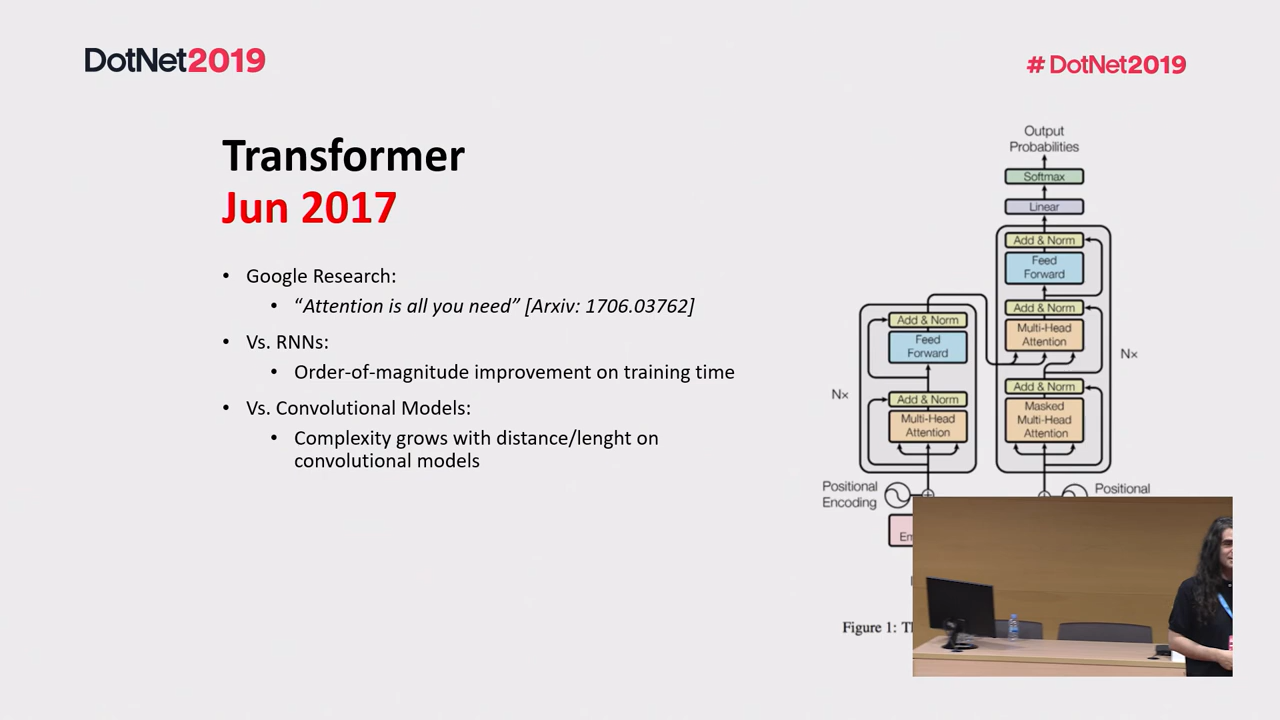 DotNet2019
# DotNet2019
Transformer
Jun 2017
• Google Research:
• “Attention is all you need” [Arxiv: 1706.03762]
• Vs. RNNs:
• Order-of-magnitude improvement on training time
• Vs. Convolutional Models:
• Complexity grows with distance/lenght on
convolutional models
Output
Probabilities
Softmax
Linear
Add & Norm
Feed
Forward
Add & Norm
Multi-Head
Attention
Add & Norm
Masked
Multi-Head
Attention
Nx
Add & Norm
Feed
Forward
Add & Norm
Multi-Head
Attention
Nx
Positional
Encoding
Positional
Figure 1: